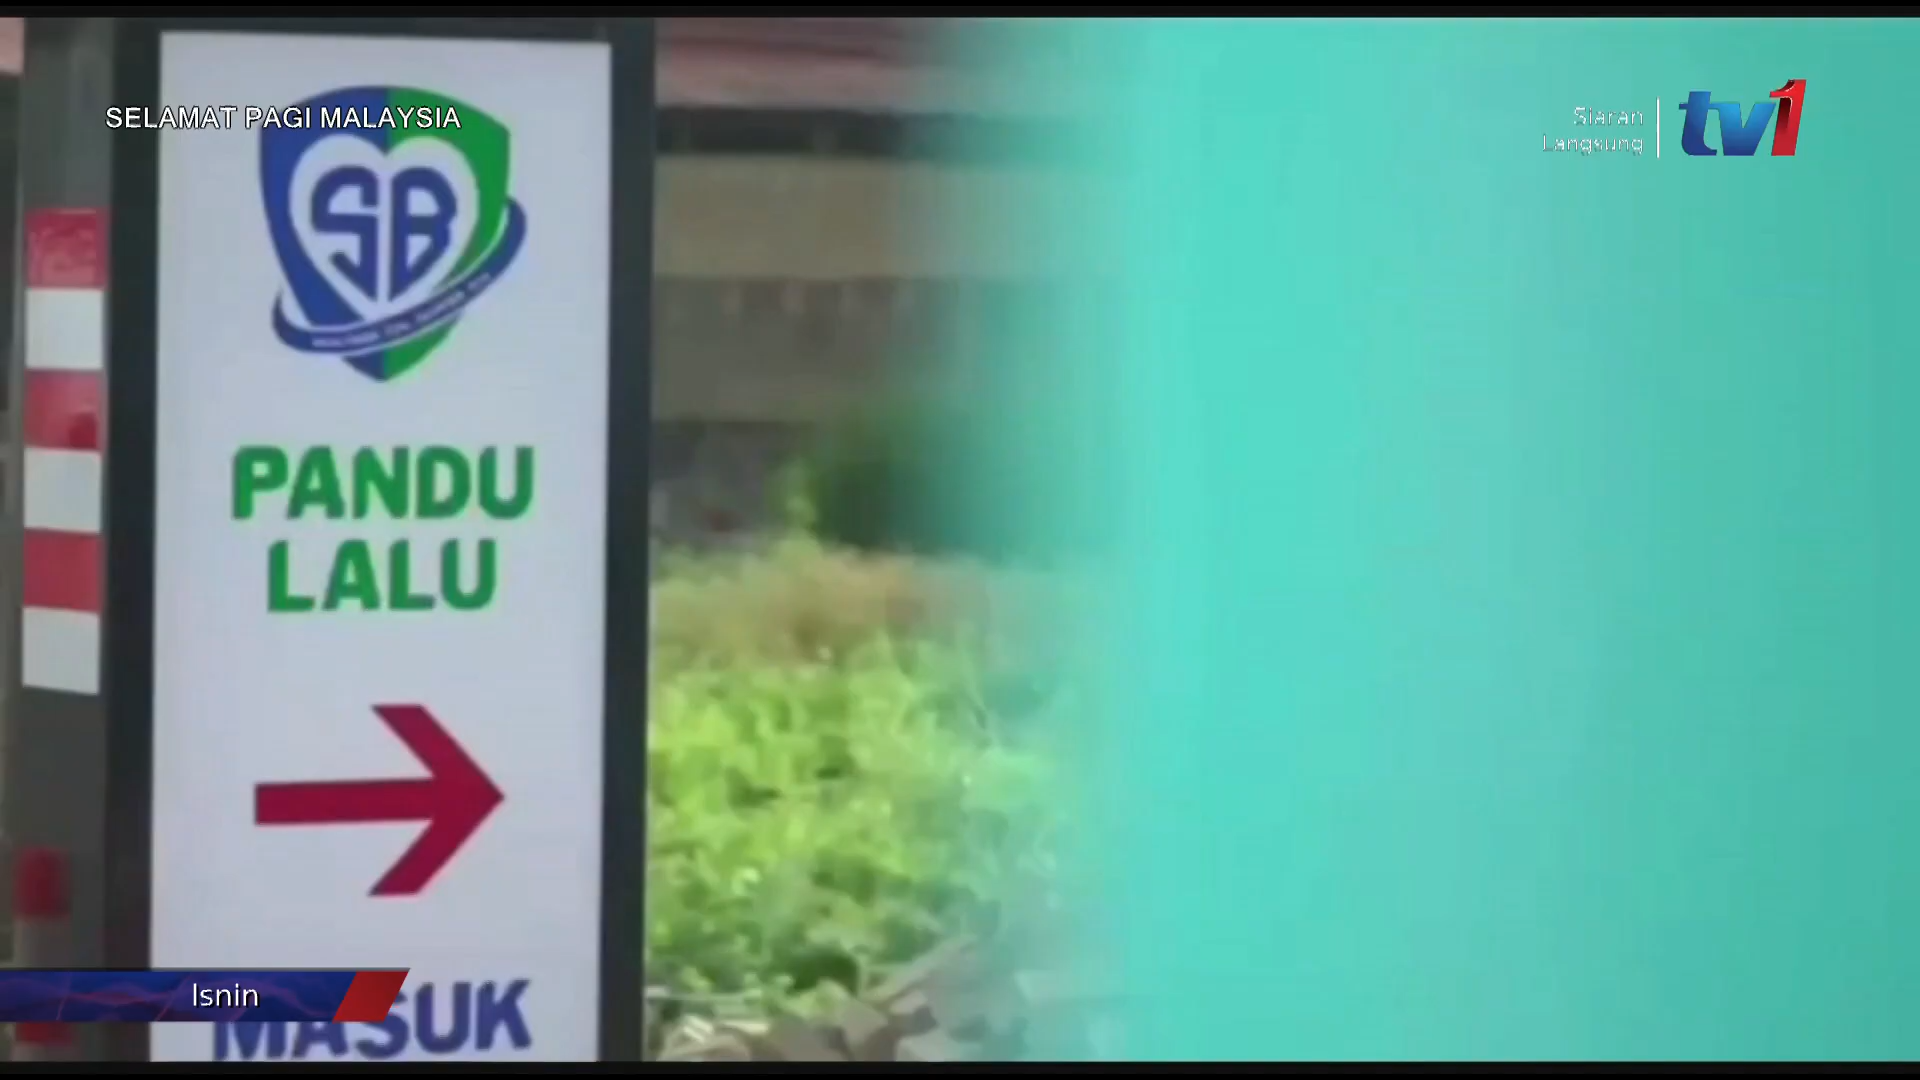 SELAMAT PAGI MALAYSIA
Siaran
Langsung
tv1
SB
PANDU
LALU
MASUK
Isnin